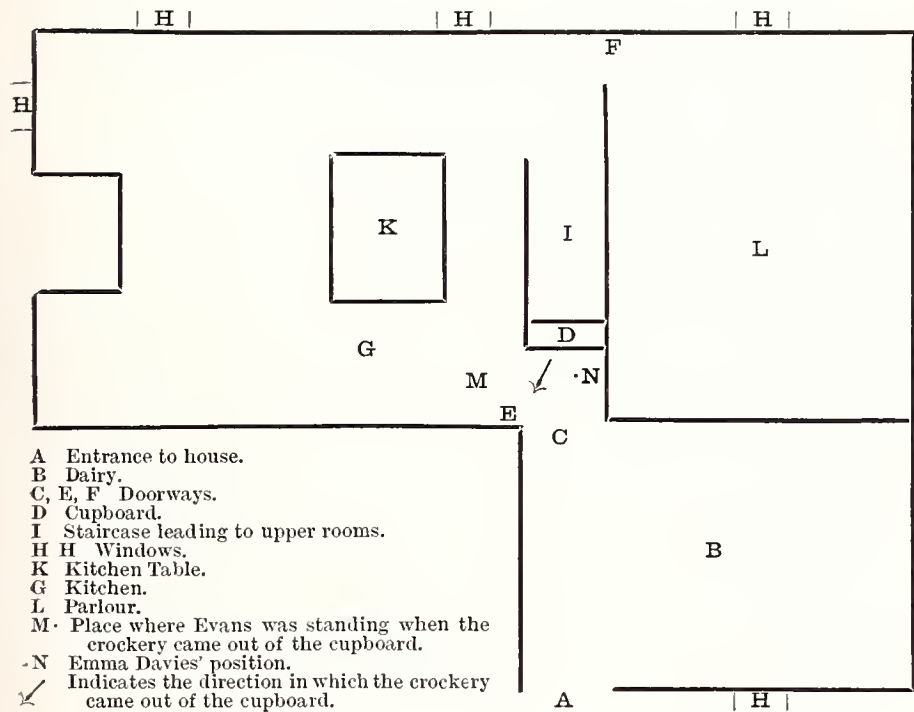 H H H
F
H
K
I
L
D
G
M
·N
E
C
B
A
H
A Entrance to house.
B Dairy.
C, E, F Doorways.
D Cupboard.
I Staircase leading to upper rooms.
H H Windows.
K Kitchen Table.
G Kitchen.
L Parlour.
M· Place where Evans was standing when the
crockery came out of the cupboard.
·N Emma Davies' position.
Indicates the direction in which the crockery
came out of the cupboard.